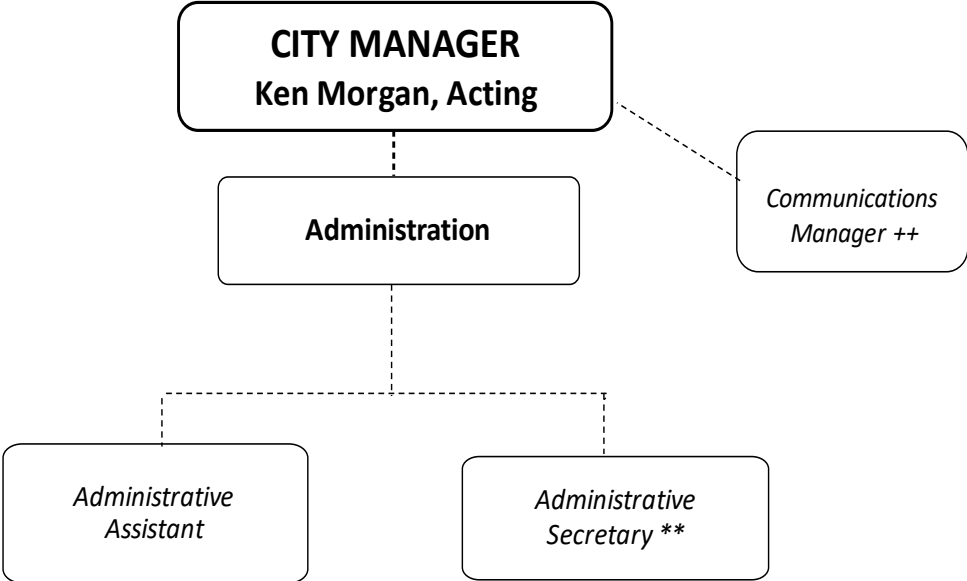 CITY MANAGER
Ken Morgan, Acting
Communications
Manager ++
Administration
Administrative
Assistant
Administrative
Secretary **